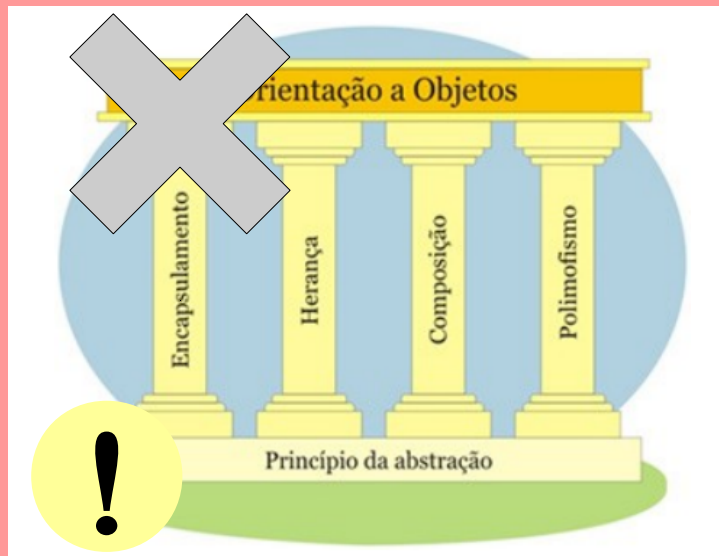 rientação a Objetos
Encapsulamento
Herança
Composição
Polimofismo
Princípio da abstração
!